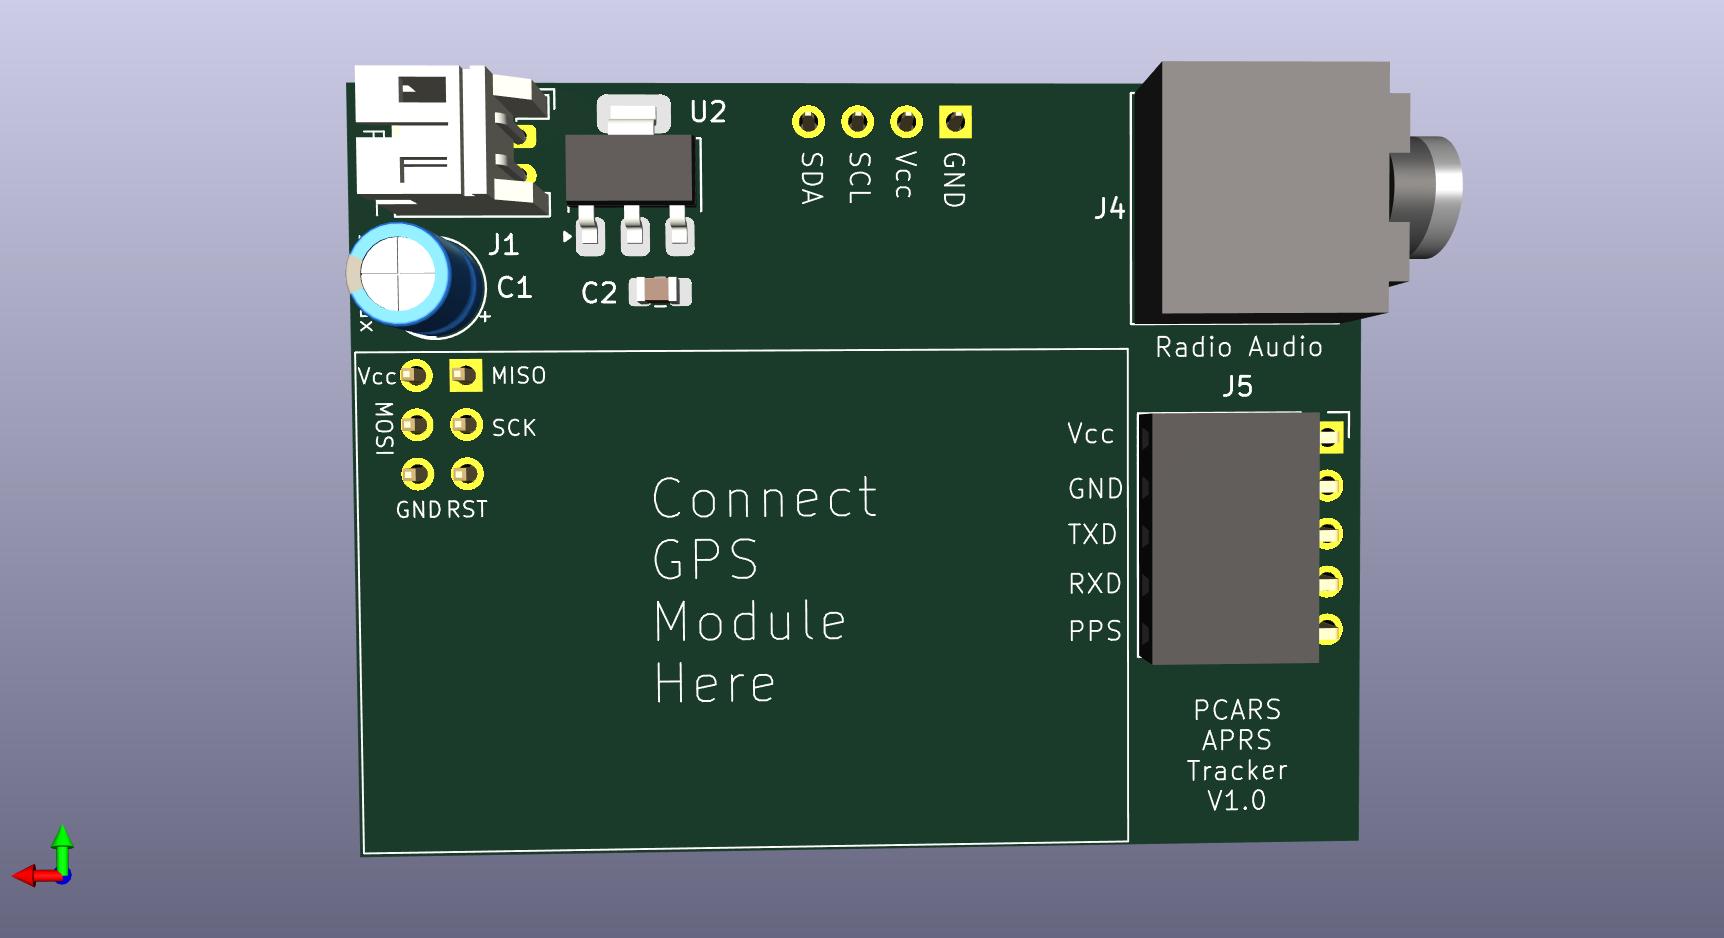 U2
SDA
SCL
Vcc
GND
J4
J1
C1
+
C2
Radio Audio
J5
Vcc
MISO
MOSI
SCK
GND
RST
Vcc
GND
TXD
RXD
PPS
Connect
GPS
Module
Here
PCARS
APRS
Tracker
V1.0